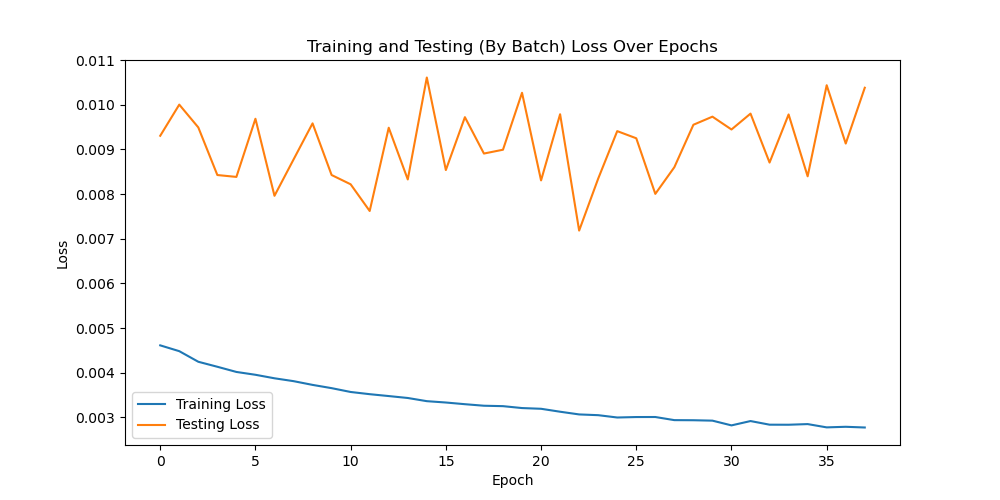 Training and Testing (By Batch) Loss Over Epochs
0.011
0.010
0.009
0.008
0.007
0.006
0.005
0.004
0.003
Loss
Training Loss
Testing Loss
0 5 10 15 20 25 30 35
Epoch